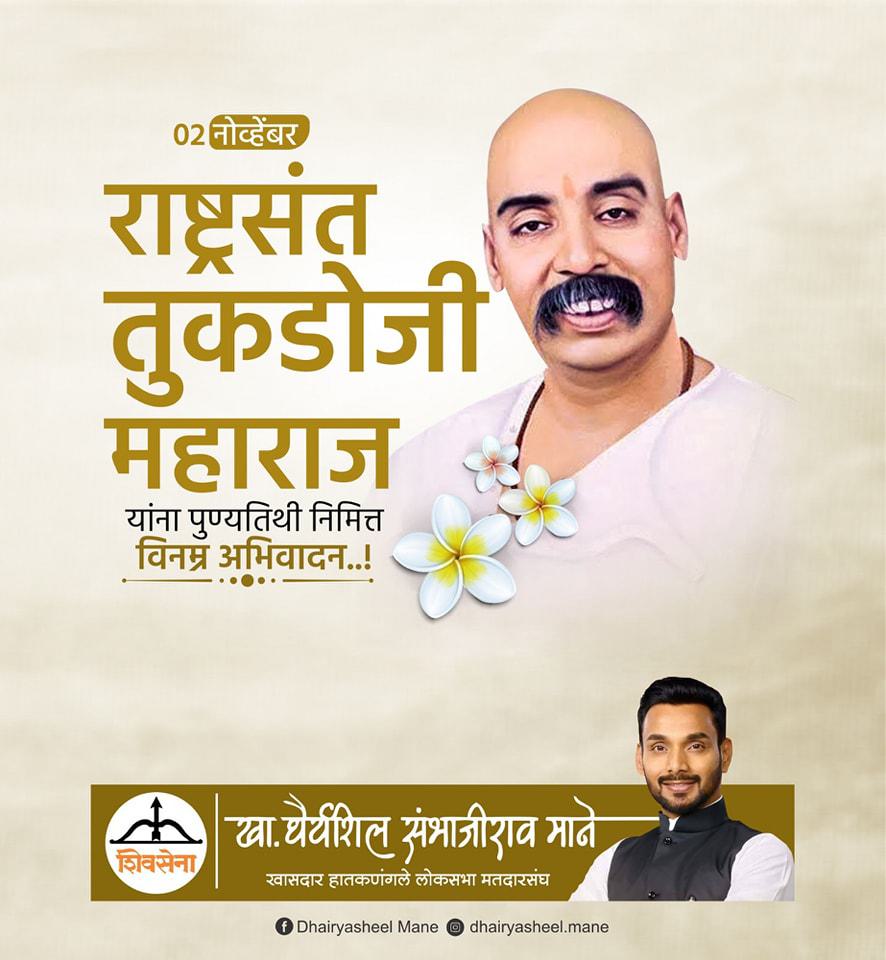 02 नोव्हेंबर
राष्ट्रसंत
तुकडोजी
महाराज
यांना पुण्यतिथी निमित्त
विनम्र अभिवादन..!
शिवसेना
खा. धैर्यशिल संभाजीराव माने
खासदार हातकणंगले लोकसभा मतदारसंघ
Dhairyasheel Mane dhairyasheel.mane